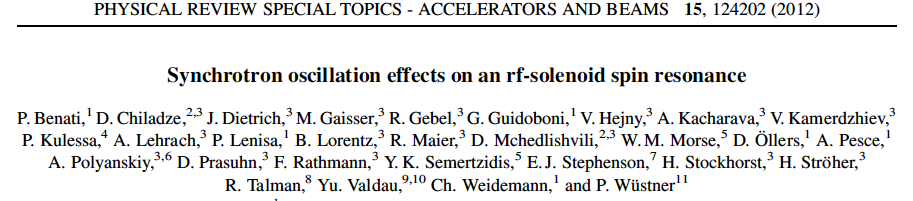 PHYSICAL REVIEW SPECIAL TOPICS - ACCELERATORS AND BEAMS 15, 124202 (2012)
Synchrotron oscillation effects on an rf-solenoid spin resonance
P. Benati,1 D. Chiladze,2,3 J. Dietrich,3 M. Gaisser,3 R. Gebel,3 G. Guidoboni,1 V. Hejny,3 A. Kacharava,3 V. Kamerdzhiev,3
P. Kulessa,4 A. Lehrach,3 P. Lenisa,1 B. Lorentz,3 R. Maier,3 D. Mchedlishvili,2,3 W. M. Morse,5 D. Öllers,1 A. Pesce,1
A. Polyanskiy,3,6 D. Prasuhn,3 F. Rathmann,3 Y. K. Semertzidis,5 E. J. Stephenson,7 H. Stockhorst,3 H. Ströher,3
R. Talman,8 Yu. Valdau,9,10 Ch. Weidemann,1 and P. Wüstner11